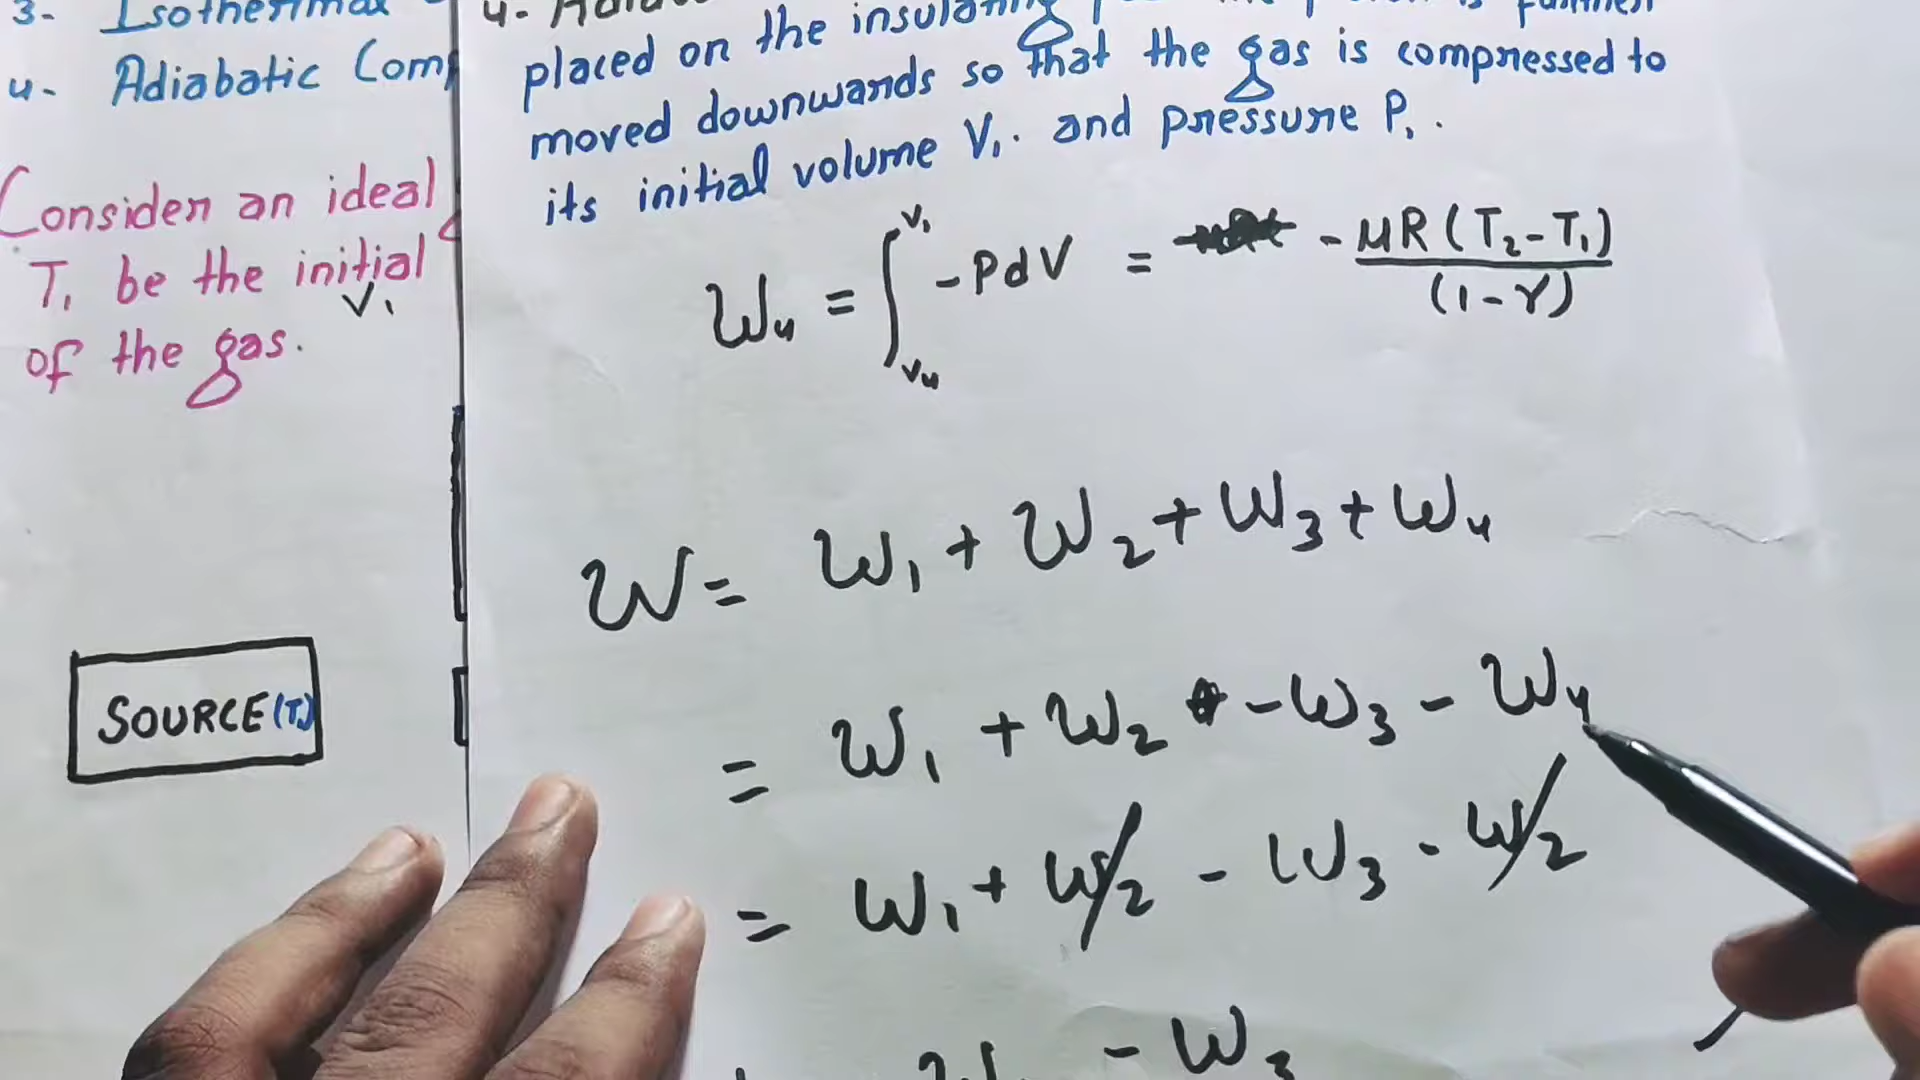 3- Isothermal
4- Adiabatic Comp
Consider an ideal
T₁ be the initial
V₁
of the gas.
SOURCE (T₁)
4-
placed on the insulating
is further
moved downwards so that the gas is compressed to
its initial volume V₁. and pressure P₁.
W₄ = ∫_{V₄}^{V₁} -PdV = - μR(T₂-T₁) / (1-γ)
W = W₁ + W₂ + W₃ + W₄
= W₁ + W₂ - W₃ - W₄
= W₁ + W₂ - W₃ - W₂
- W₃